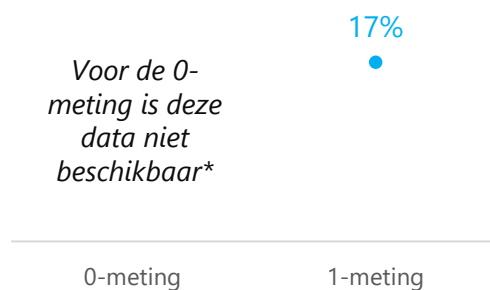 17%
Voor de 0-
meting is deze
data niet
beschikbaar*
0-meting
1-meting